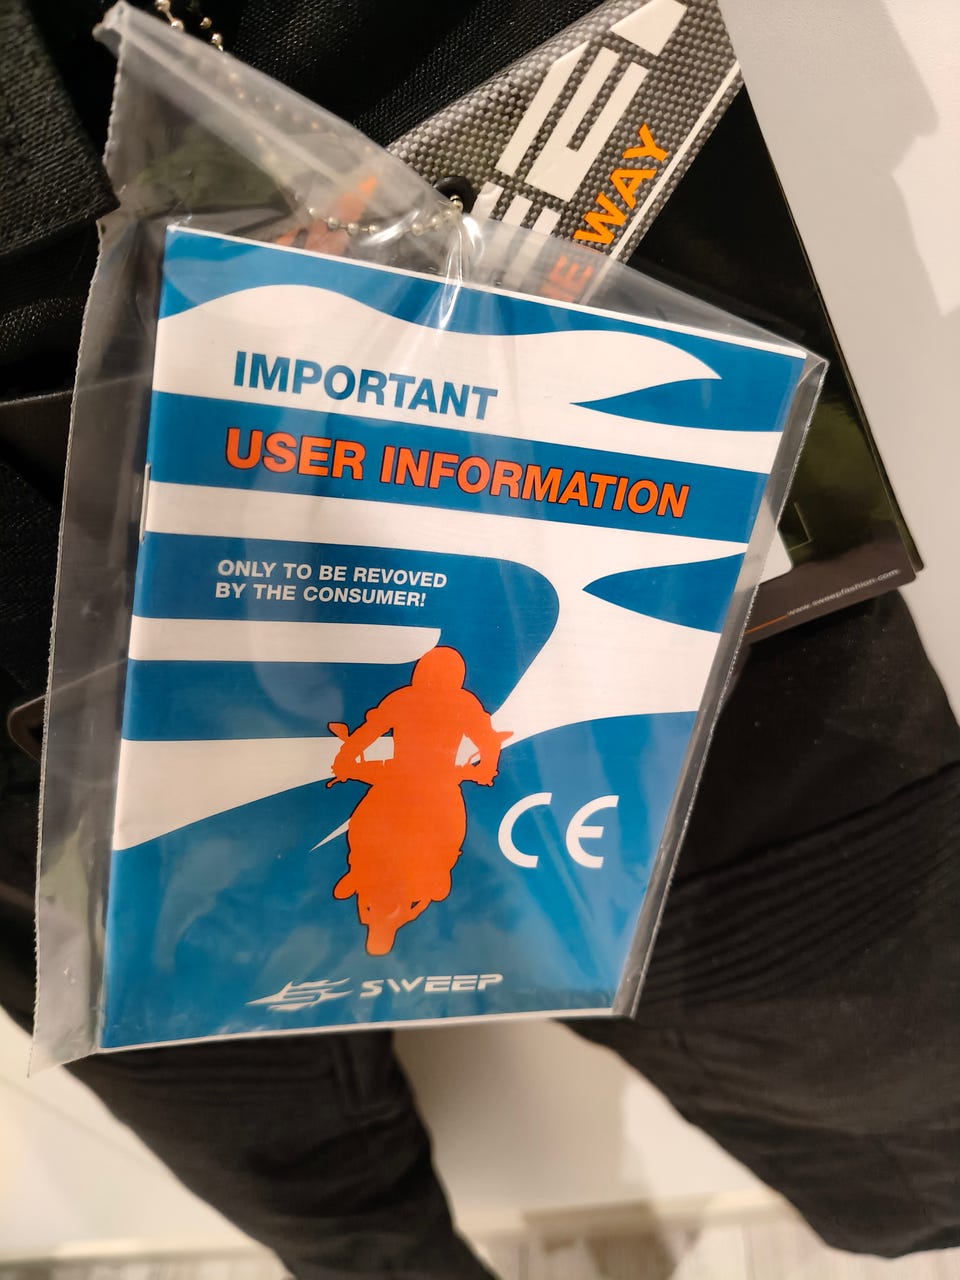 WAY
IMPORTANT
USER INFORMATION
ONLY TO BE REVOVED
BY THE CONSUMER!
CE
SWEEP
www.sweepfashion.com